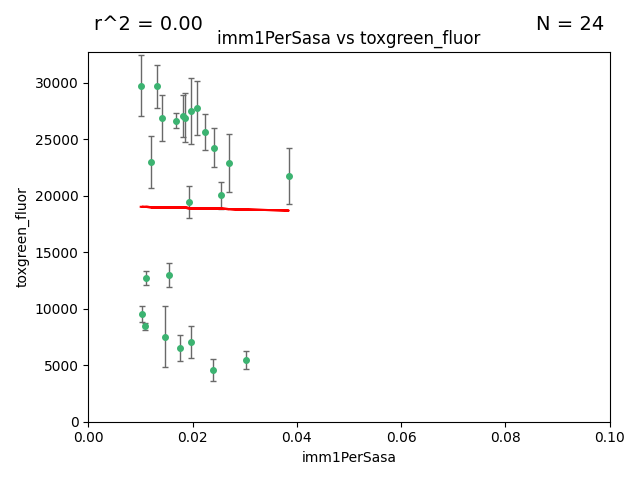 r^2 = 0.00
N = 24
imm1PerSasa vs toxgreen_fluor
30000
25000
20000
15000
10000
5000
0
toxgreen_fluor
0.00
0.02
0.04
0.06
0.08
0.10
imm1PerSasa